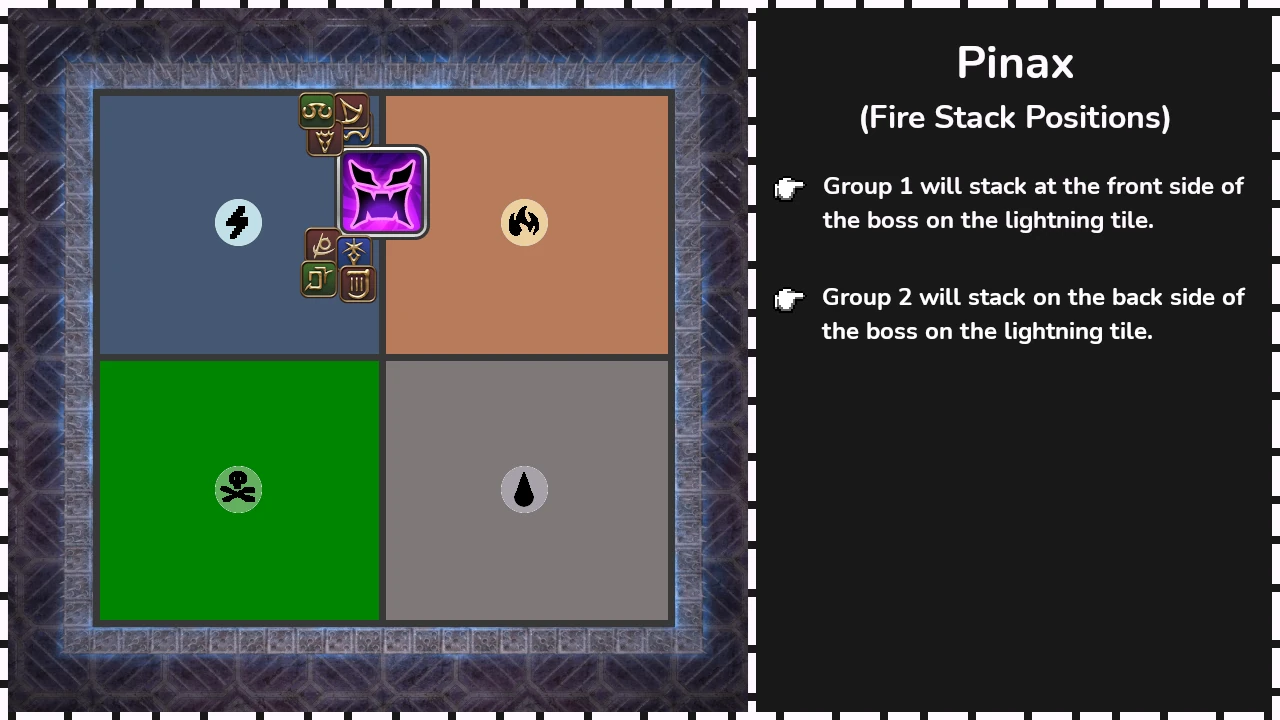 Pinax
(Fire Stack Positions)
Group 1 will stack at the front side of
the boss on the lightning tile.
Group 2 will stack on the back side of
the boss on the lightning tile.